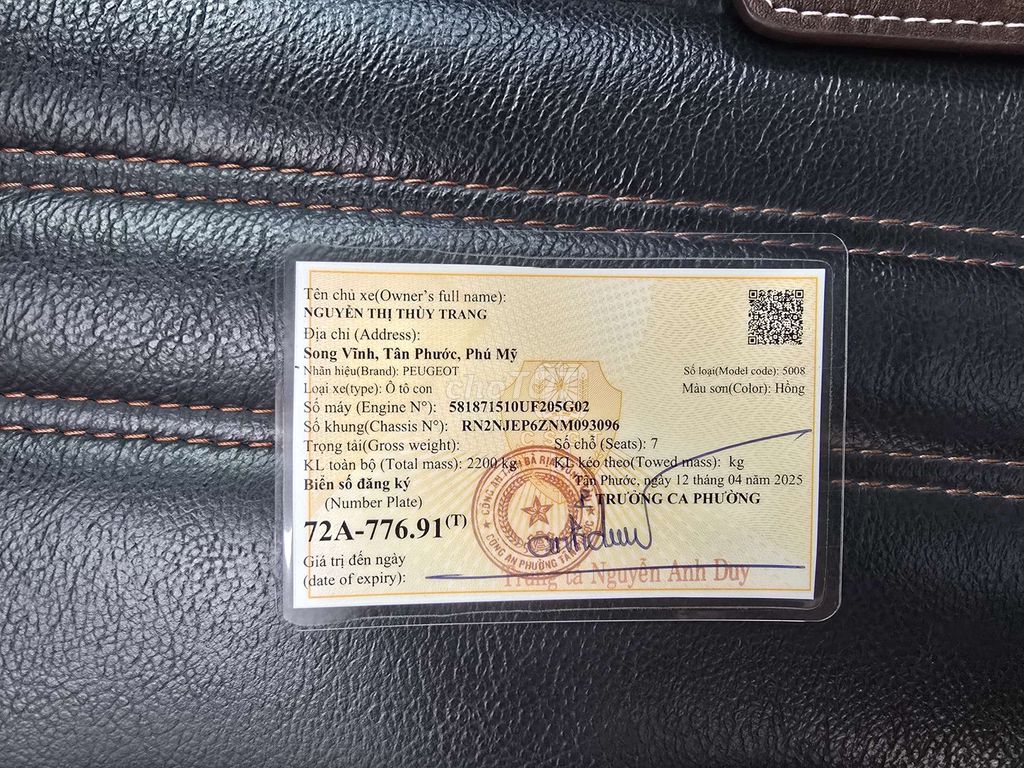 Tên chủ xe(Owner's full name):
NGUYỄN THỊ THÙY TRANG
Địa chỉ (Address):
Song Vĩnh, Tân Phước, Phú Mỹ
Nhãn hiệu(Brand): PEUGEOT Số loại(Model code): 5008
Loại xe(type): Ô tô con Màu sơn(Color): Hồng
Số máy (Engine N°): 581871510UF205G02
Số khung(Chassis N°): RN2NJEP6ZNM093096
Trọng tải(Gross weight): Số chỗ (Seats): 7
KL toàn bộ (Total mass): 2200 kg KL kéo theo(Towed mass): kg
Biển số đăng ký Tân Phước, ngày 12 tháng 04 năm 2025
(Number Plate) TRƯỞNG CA PHƯỜNG
72A-776.91(T)
Giá trị đến ngày
(date of expiry): Trung tá Nguyễn Anh Duy